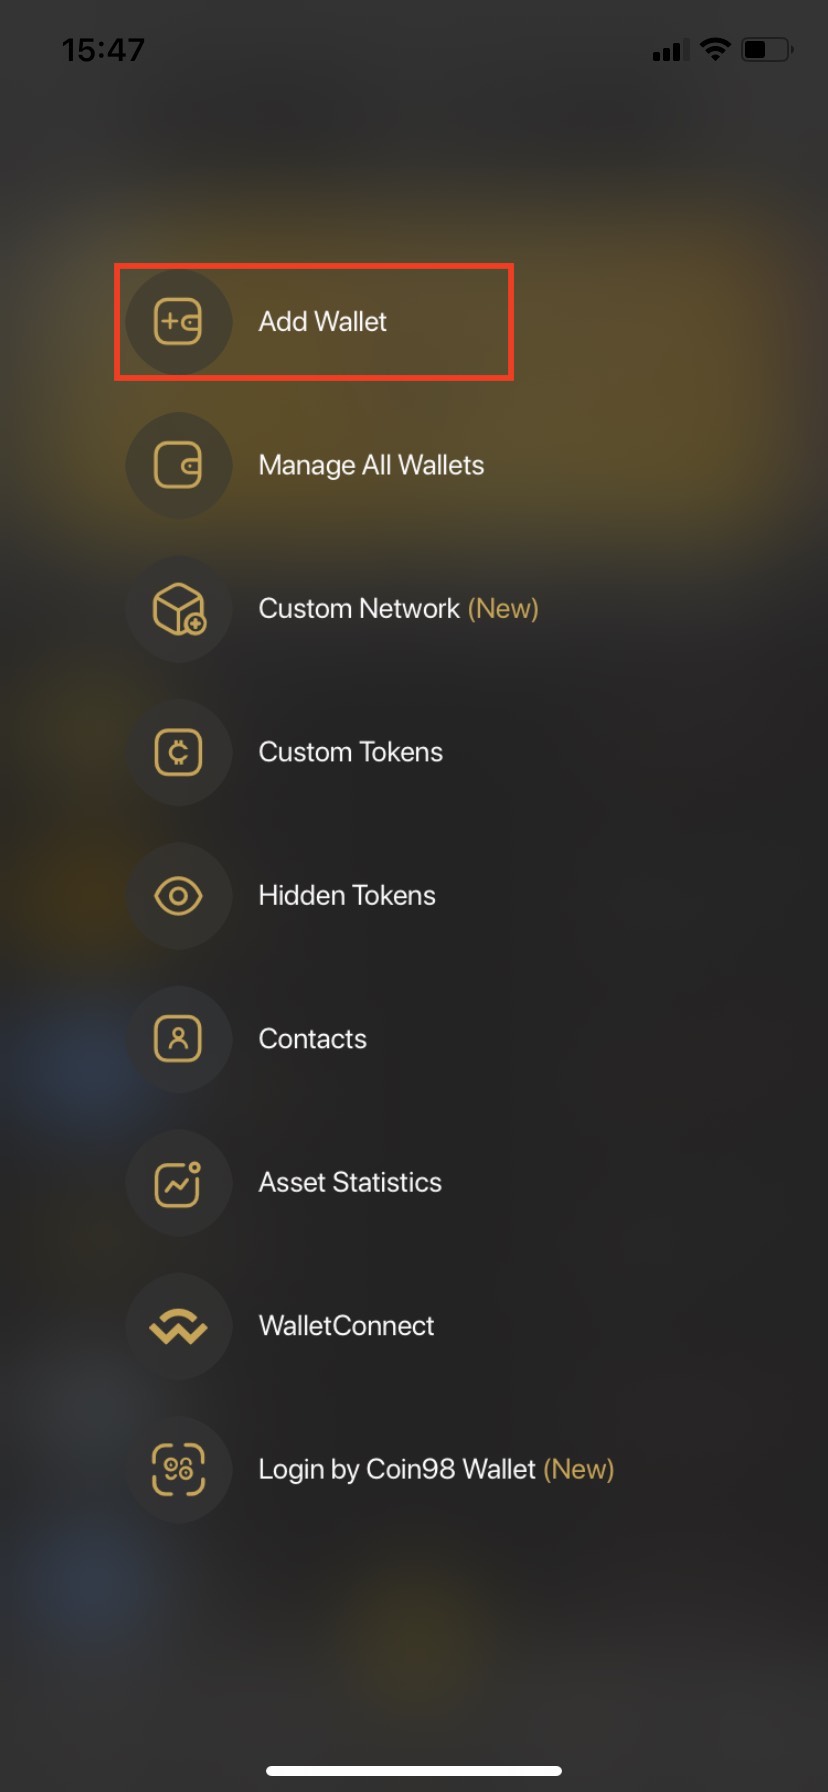 15:47
Add Wallet
Manage All Wallets
Custom Network (New)
Custom Tokens
Hidden Tokens
Contacts
Asset Statistics
WalletConnect
Login by Coin98 Wallet (New)